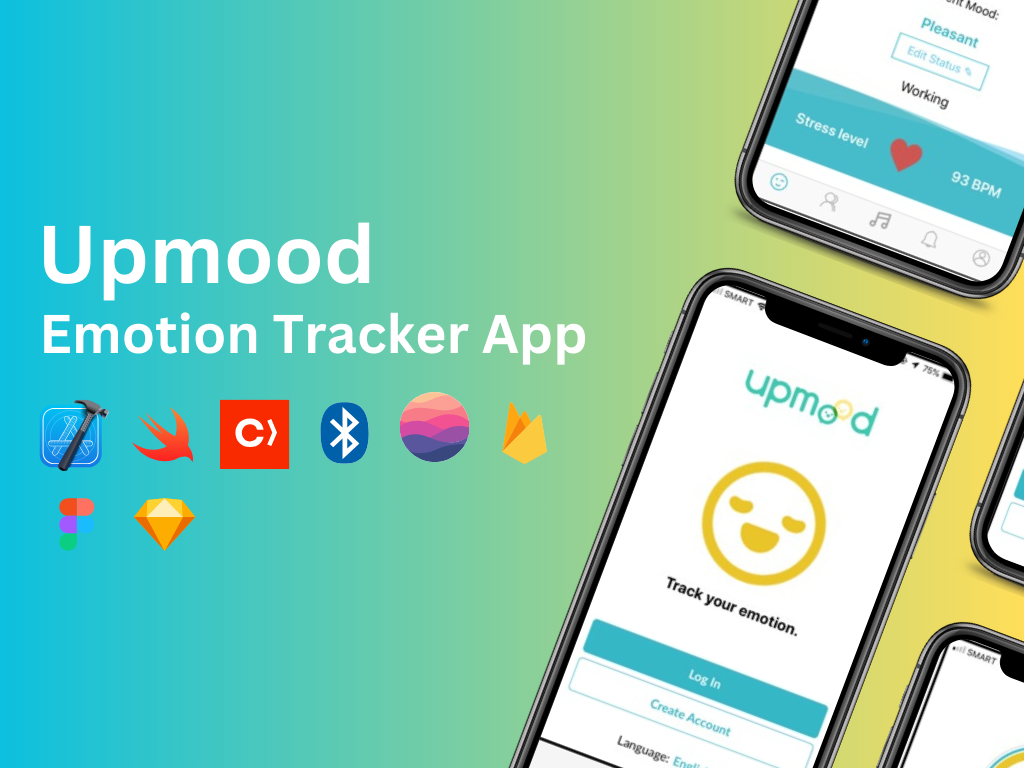 Upmood
Emotion Tracker App
Mood:
Pleasant
Edit Status
Working
Stress level
93 BPM
SMART
75%
upmood
Track your emotion.
Log In
Create Account
Language:
SMART